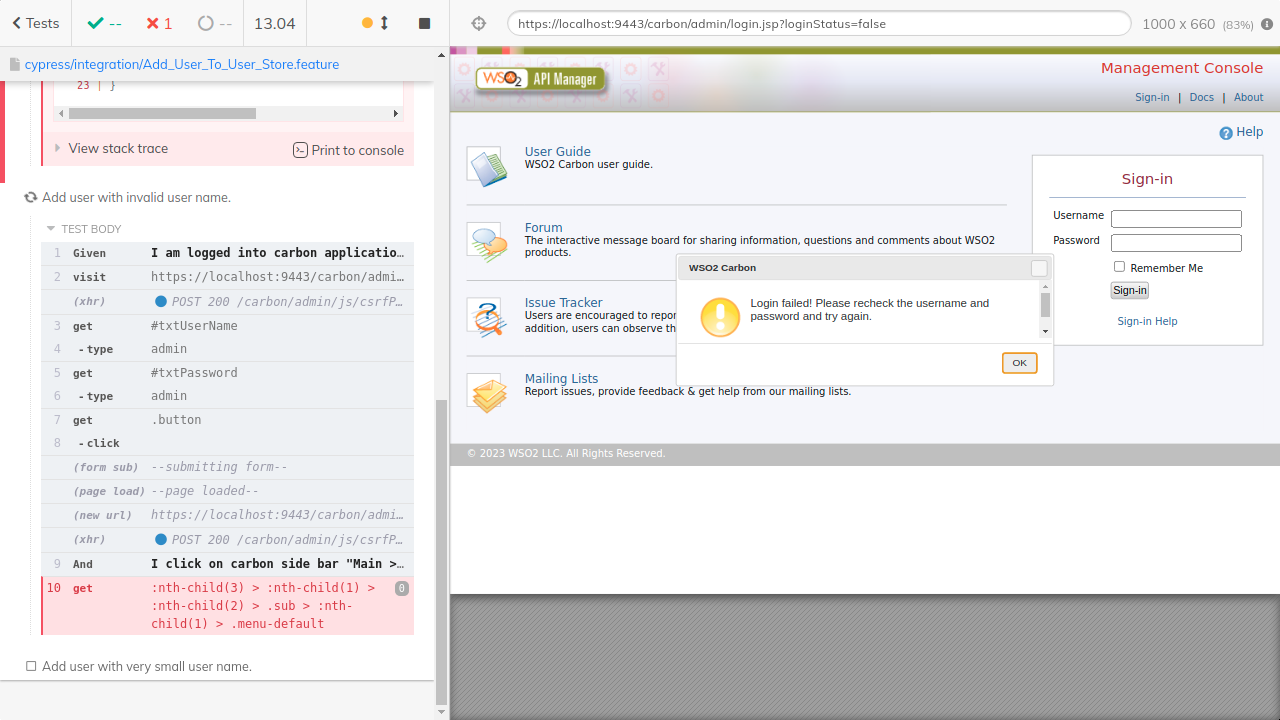 Tests
--
1
--
13.04
https://localhost:9443/carbon/admin/login.jsp?loginStatus=false
1000 x 660 (83%)
cypress/integration/Add_User_To_User_Store.feature
23 | }
View stack trace
Print to console
Add user with invalid user name.
TEST BODY
1 Given I am logged into carbon applicatio…
2 visit https://localhost:9443/carbon/admi…
(xhr) POST 200 /carbon/admin/js/csrfP…
3 get #txtUserName
4 -type admin
5 get #txtPassword
6 -type admin
7 get .button
8 -click
(form sub) --submitting form--
(page load) --page loaded--
(new url) https://localhost:9443/carbon/admi…
(xhr) POST 200 /carbon/admin/js/csrfP…
9 And I click on carbon side bar "Main >…
10 get :nth-child(3) > :nth-child(1) > 0
:nth-child(2) > .sub > :nth-
child(1) > .menu-default
Add user with very small user name.
WSO2 API Manager
Management Console
Sign-in | Docs | About
Help
User Guide
WSO2 Carbon user guide.
Forum
The interactive message board for sharing information, questions and comments about WSO2
products.
Issue Tracker
Users are encouraged to repor
addition, users can observe th
Mailing Lists
Report issues, provide feedback & get help from our mailing lists.
Sign-in
Username
Password
Remember Me
Sign-in
Sign-in Help
WSO2 Carbon
Login failed! Please recheck the username and
password and try again.
OK
© 2023 WSO2 LLC. All Rights Reserved.